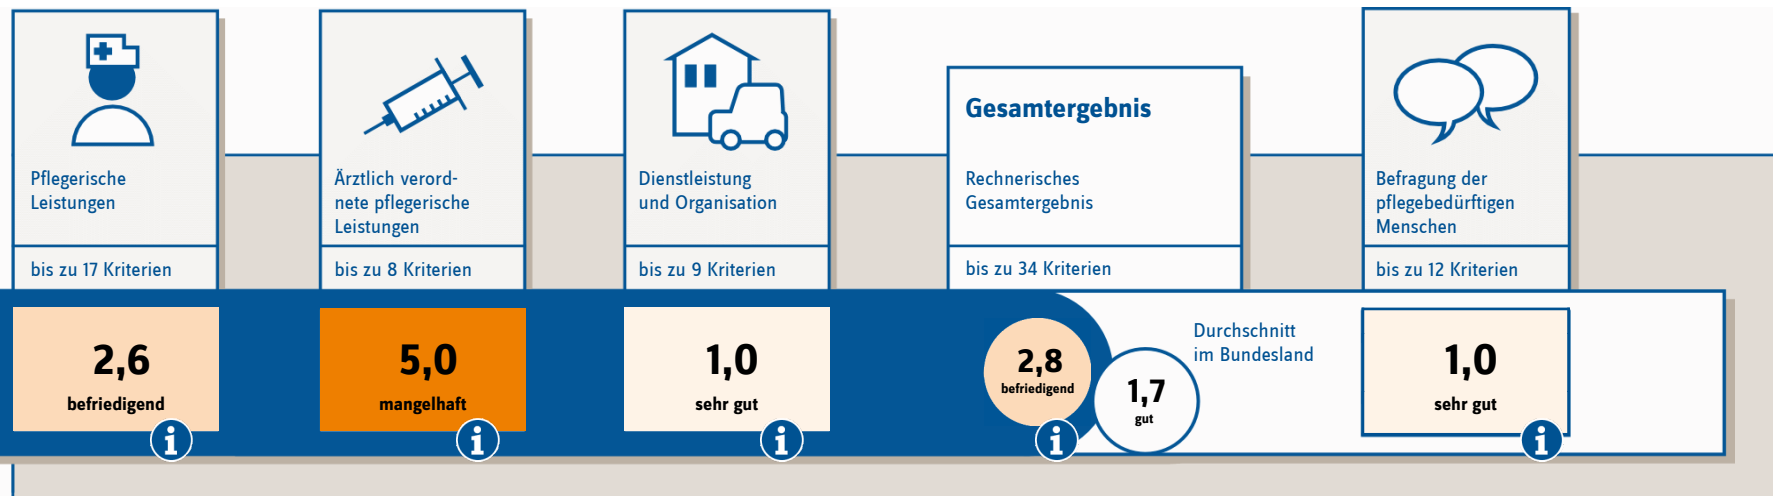 Pflegerische
Leistungen
bis zu 17 Kriterien
2,6
befriedigend
i
Ärztlich verord-
nete pflegerische
Leistungen
bis zu 8 Kriterien
5,0
mangelhaft
i
Dienstleistung
und Organisation
bis zu 9 Kriterien
1,0
sehr gut
i
Gesamtergebnis
Rechnerisches
Gesamtergebnis
bis zu 34 Kriterien
2,8
befriedigend
i
Durchschnitt
im Bundesland
1,7
gut
Befragung der
pflegebedürftigen
Menschen
bis zu 12 Kriterien
1,0
sehr gut
i